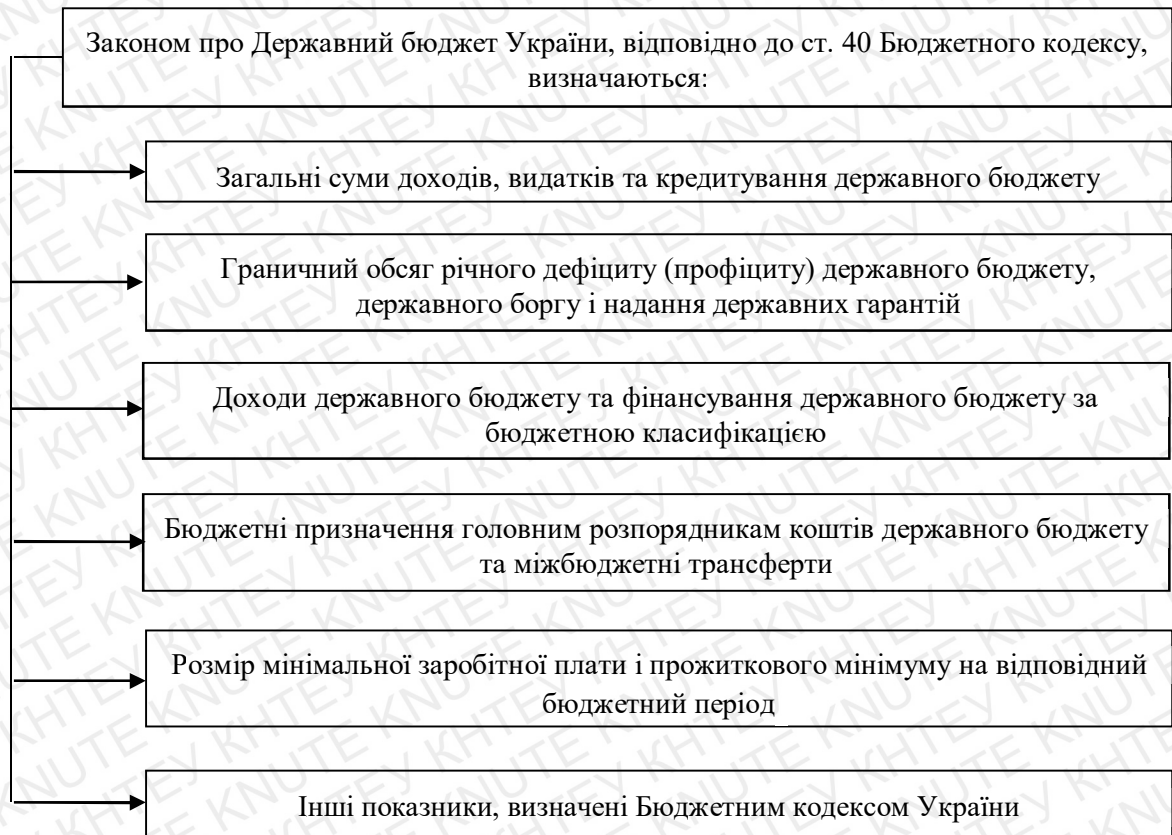 Законом про Державний бюджет України, відповідно до ст. 40 Бюджетного кодексу,
визначаються:
Загальні суми доходів, видатків та кредитування державного бюджету
Граничний обсяг річного дефіциту (профіциту) державного бюджету,
державного боргу і надання державних гарантій
Доходи державного бюджету та фінансування державного бюджету за
бюджетною класифікацією
Бюджетні призначення головним розпорядникам коштів державного бюджету
та міжбюджетні трансферти
Розмір мінімальної заробітної плати і прожиткового мінімуму на відповідний
бюджетний період
Інші показники, визначені Бюджетним кодексом України